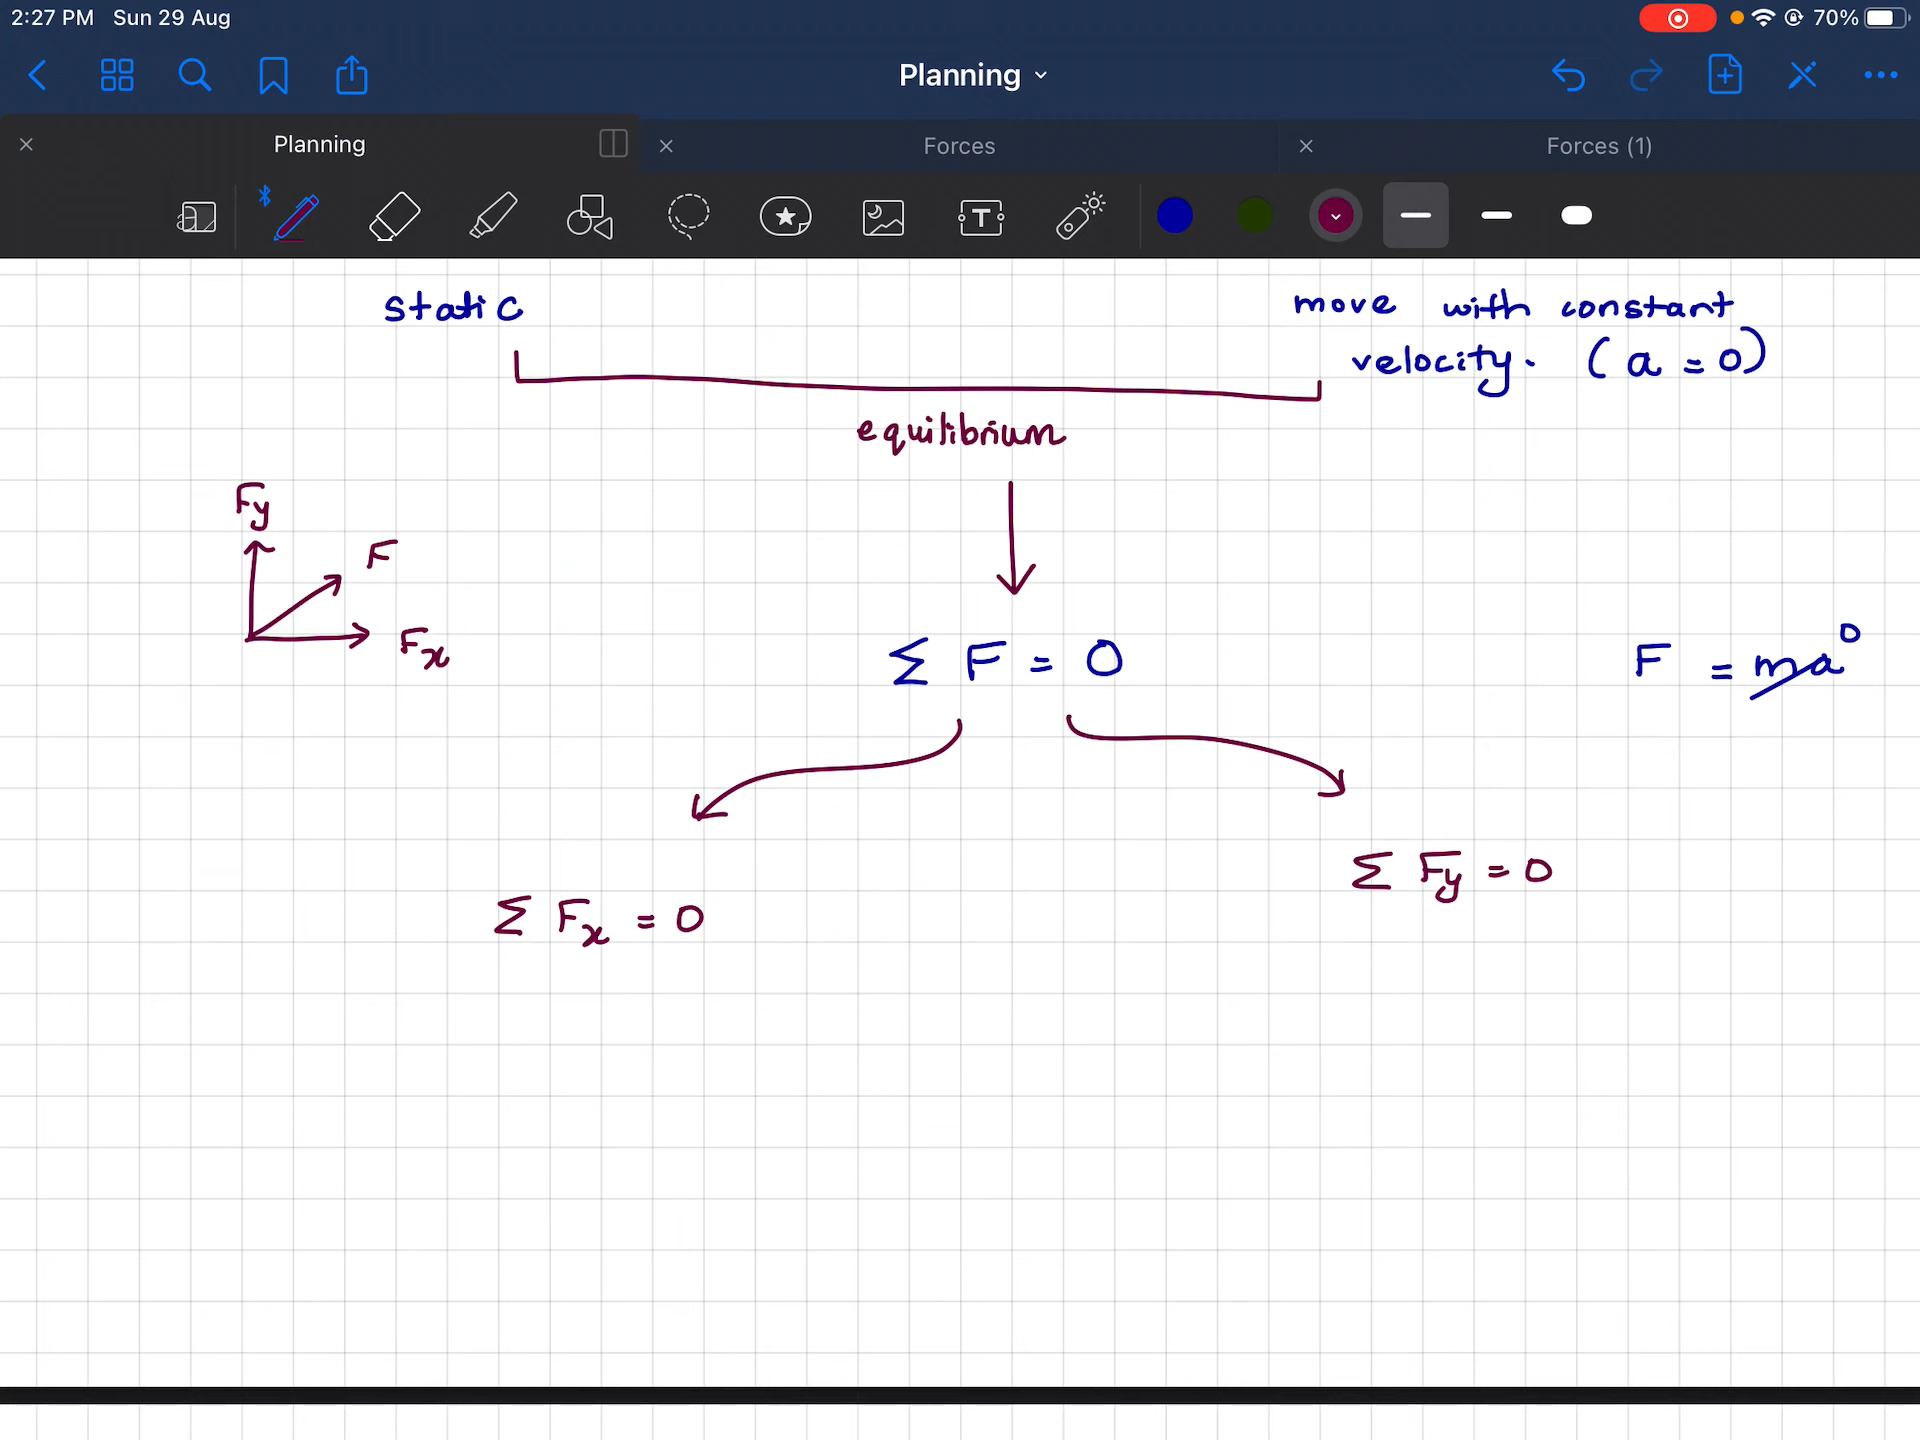 2:27 PM Sun 29 Aug
70%
Planning
Planning
Forces
Forces (1)
a
T
static
move with constant
velocity. (a = 0)
equilibrium
Fy
F
Fx
Σ F = 0
F = ma 0
Σ Fy = 0
Σ Fx = 0